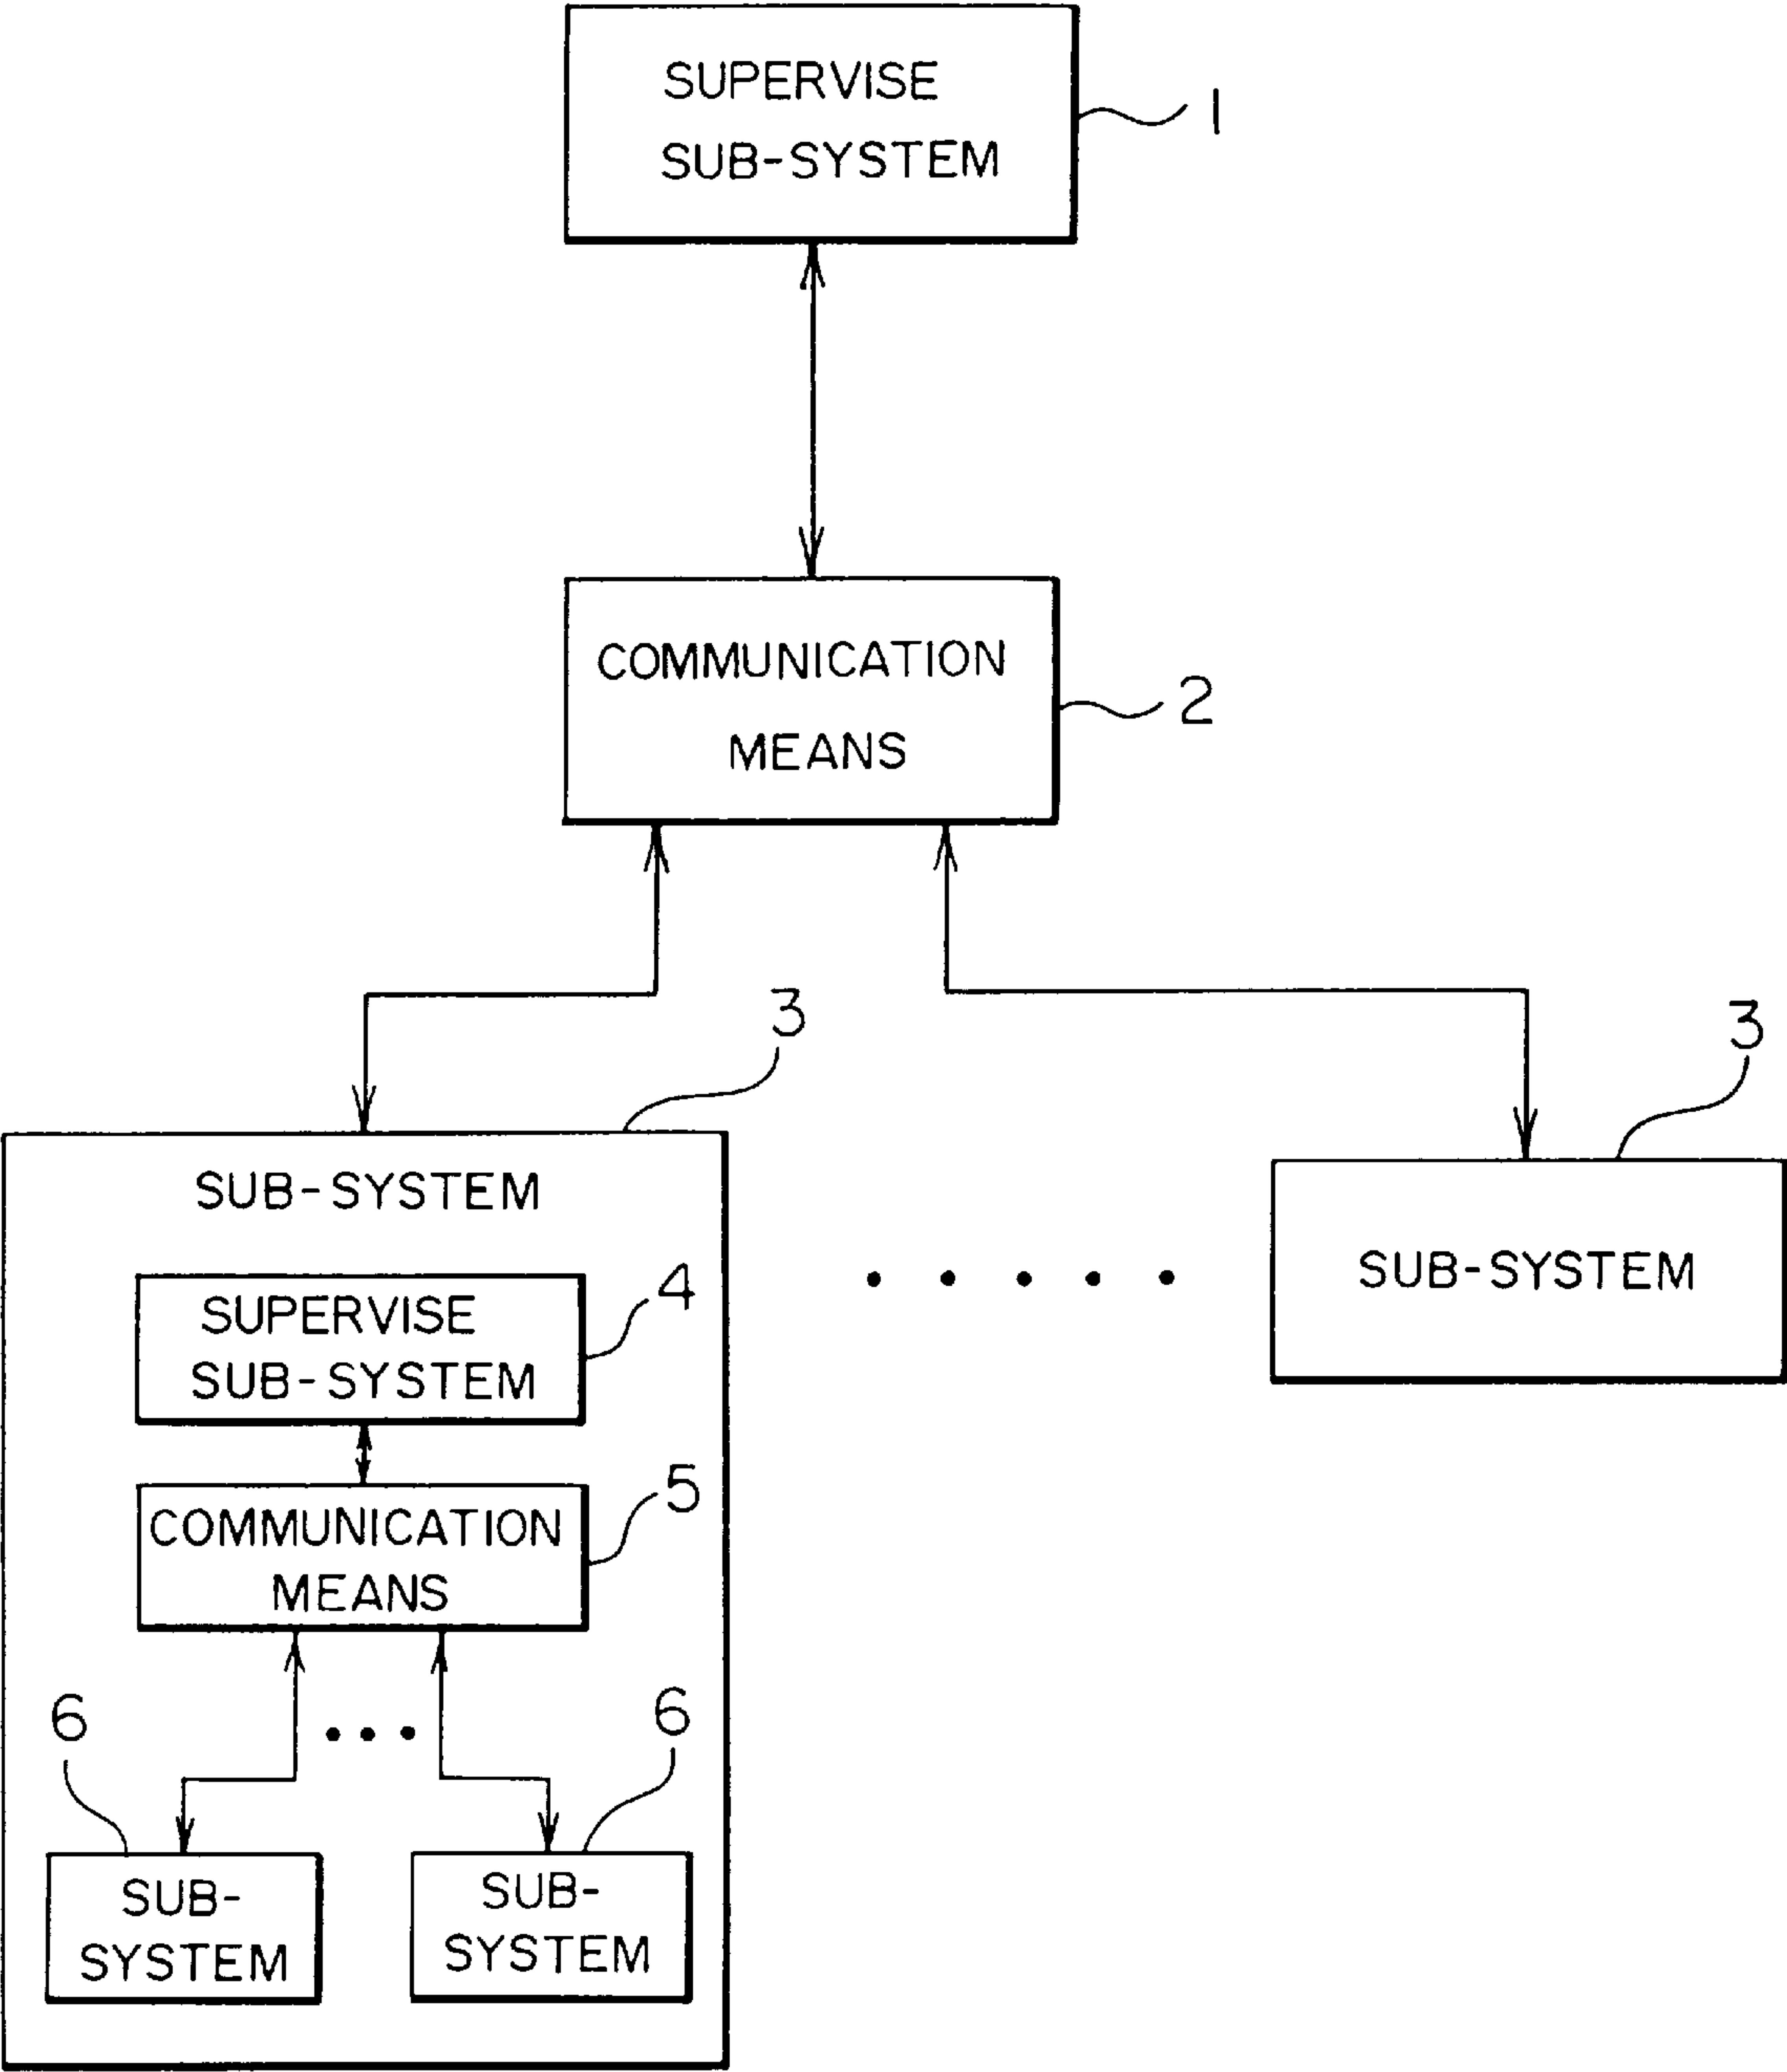 SUPERVISE
SUB-SYSTEM
1
COMMUNICATION
MEANS
2
3
3
SUB-SYSTEM
SUPERVISE
SUB-SYSTEM
4
COMMUNICATION
MEANS
5
6
6
SUB-
SYSTEM
SUB-
SYSTEM
SUB-SYSTEM